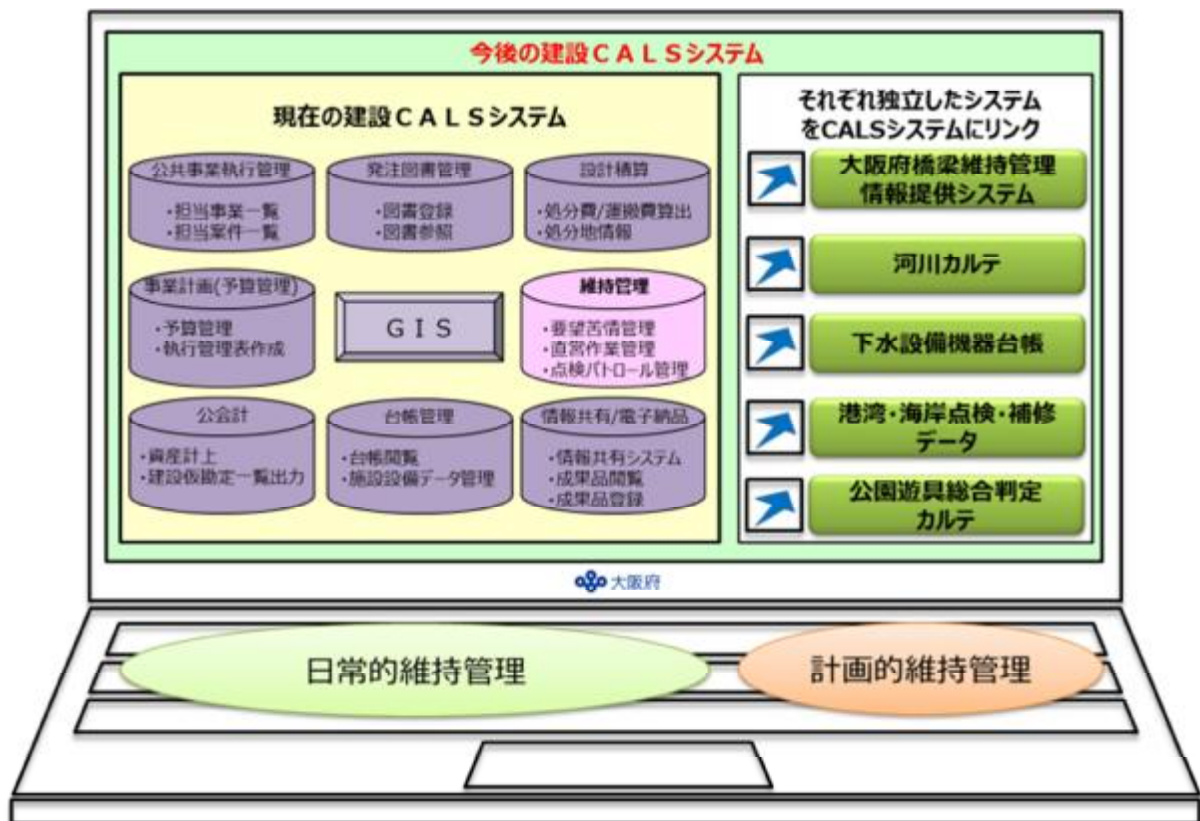 今後の建設CALSシステム
現在の建設CALSシステム
公共事業執行管理
・担当事業一覧
・担当案件一覧
発注図書管理
・図書登録
・図書参照
設計積算
・処分費/運搬費算出
・処分地情報
事業計画(予算管理)
・予算管理
・執行管理表作成
GIS
維持管理
・要望苦情管理
・直営作業管理
・点検パトロール管理
公会計
・資産計上
・建設仮勘定一覧出力
台帳管理
・台帳閲覧
・施設設備データ管理
情報共有/電子納品
・情報共有システム
・成果品閲覧
・成果品登録
それぞれ独立したシステム
をCALSシステムにリンク
大阪府橋梁維持管理
情報提供システム
河川カルテ
下水設備機器台帳
港湾・海岸点検・補修
データ
公園遊具総合判定
カルテ
大阪府
日常的維持管理
計画的維持管理